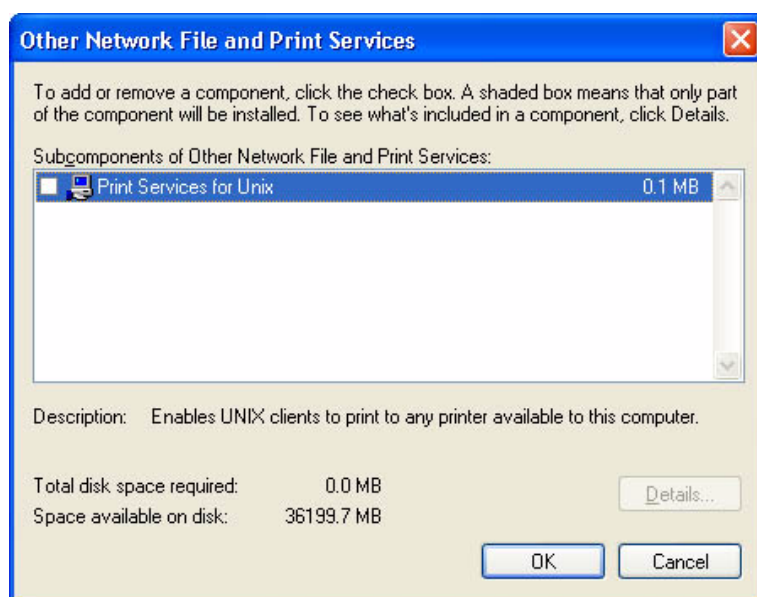 Other Network File and Print Services
To add or remove a component, click the check box. A shaded box means that only part
of the component will be installed. To see what's included in a component, click Details.
Subcomponents of Other Network File and Print Services:
Print Services for Unix 0.1 MB
Description: Enables UNIX clients to print to any printer available to this computer.
Total disk space required: 0.0 MB
Details...
Space available on disk: 36199.7 MB
OK Cancel